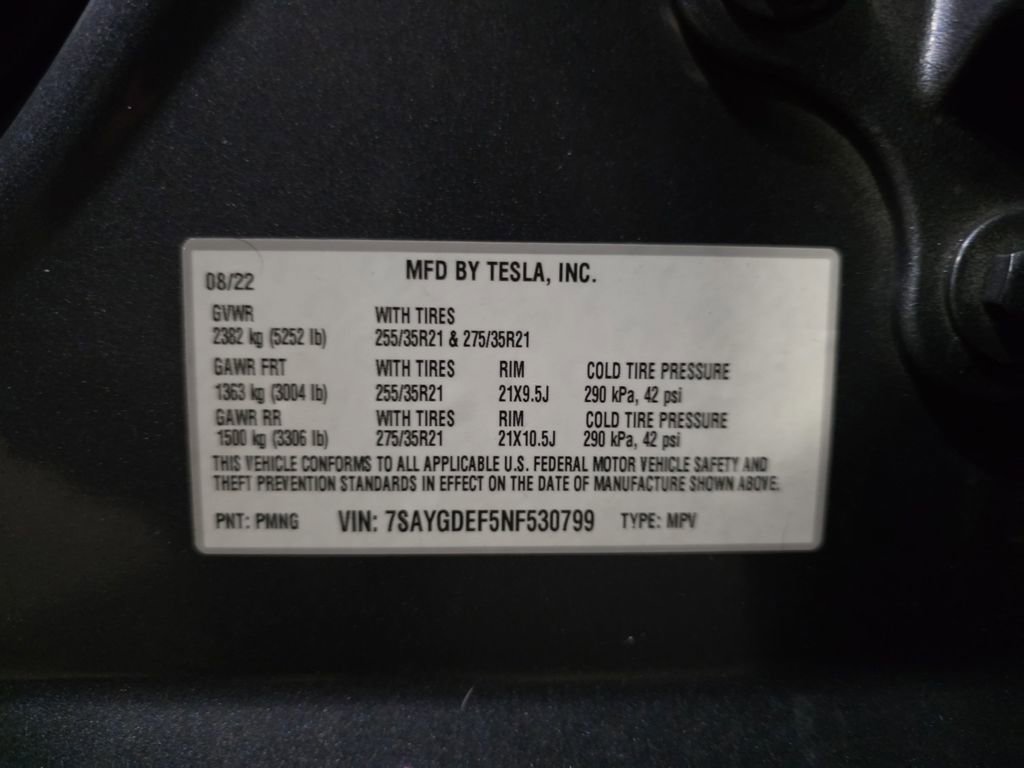 08/22 MFD BY TESLA, INC.
GVWR WITH TIRES
2382 kg (5252 lb) 255/35R21 & 275/35R21
GAWR FRT WITH TIRES RIM COLD TIRE PRESSURE
1363 kg (3004 lb) 255/35R21 21X9.5J 290 kPa, 42 psi
GAWR RR WITH TIRES RIM COLD TIRE PRESSURE
1500 kg (3306 lb) 275/35R21 21X10.5J 290 kPa, 42 psi
THIS VEHICLE CONFORMS TO ALL APPLICABLE U.S. FEDERAL MOTOR VEHICLE SAFETY AND
THEFT PREVENTION STANDARDS IN EFFECT ON THE DATE OF MANUFACTURE SHOWN ABOVE.
PNT: PMNG VIN: 7SAYGDEF5NF530799 TYPE: MPV